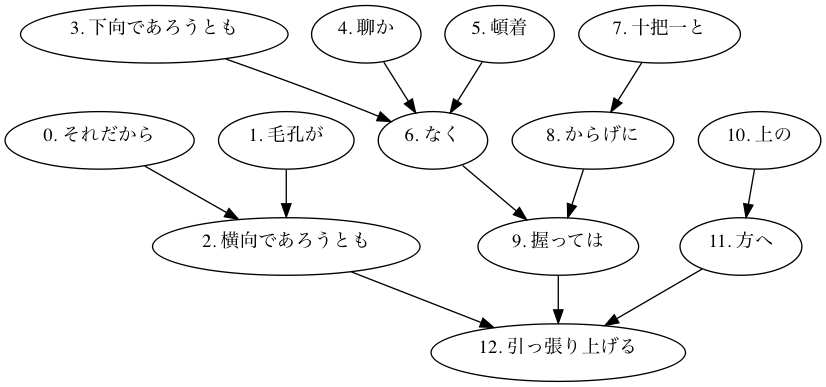 3. 下向であろうとも
4. 聊か
5. 頓着
7. 十把一と
0. それだから
1. 毛孔が
6. なく
8. からげに
10. 上の
2. 横向であろうとも
9. 握っては
11. 方へ
12. 引っ張り上げる